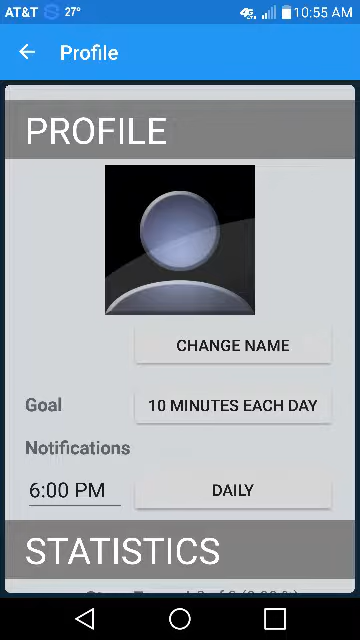 AT&T 27° 4G 10:55 AM
Profile
PROFILE
CHANGE NAME
Goal 10 MINUTES EACH DAY
Notifications
6:00 PM DAILY
STATISTICS